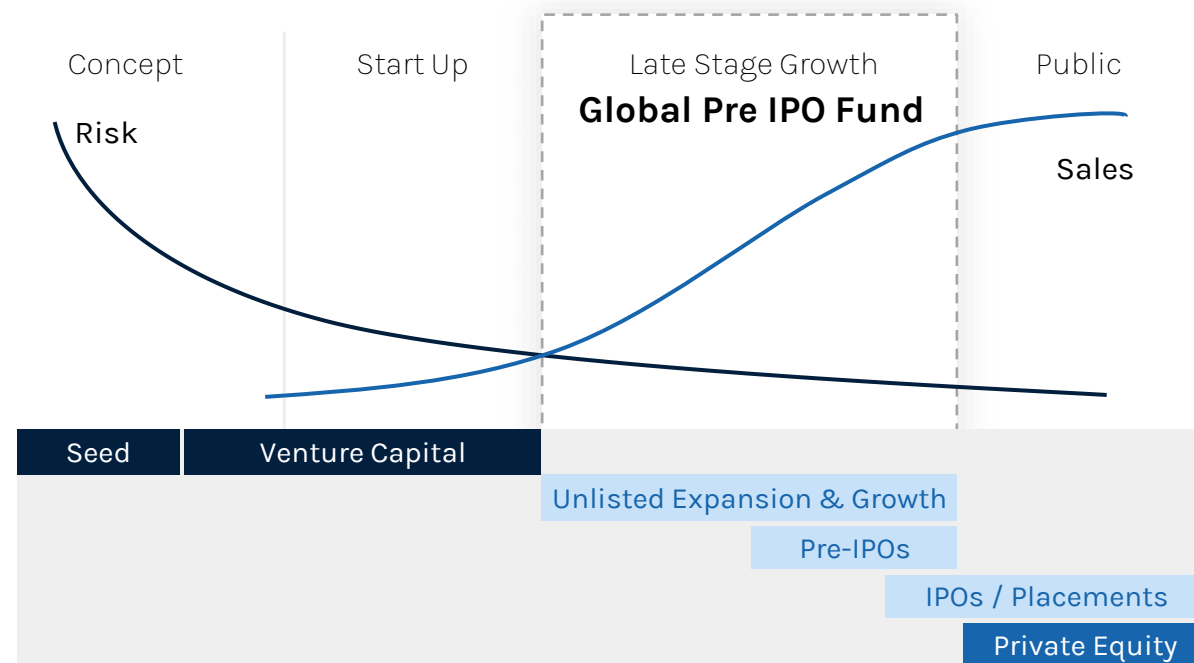 Concept
Start Up
Late Stage Growth
Public
Global Pre IPO Fund
Risk
Sales
Seed
Venture Capital
Unlisted Expansion & Growth
Pre-IPOs
IPOs / Placements
Private Equity